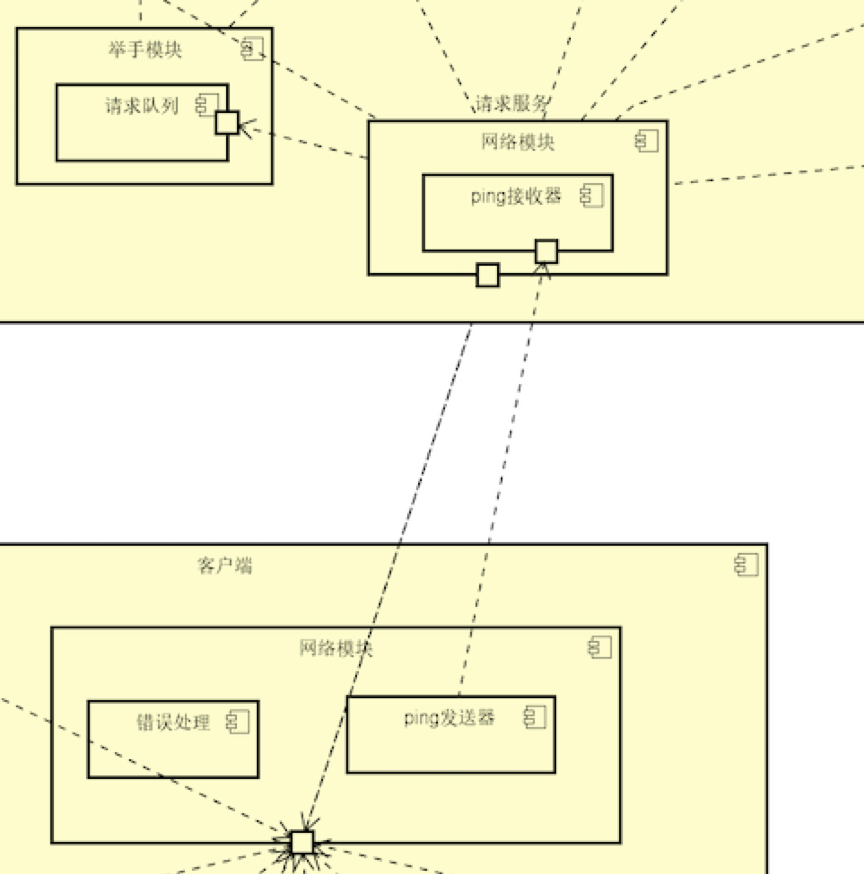 举手模块
请求队列
请求服务
网络模块
ping接收器
客户端
网络模块
错误处理
ping发送器